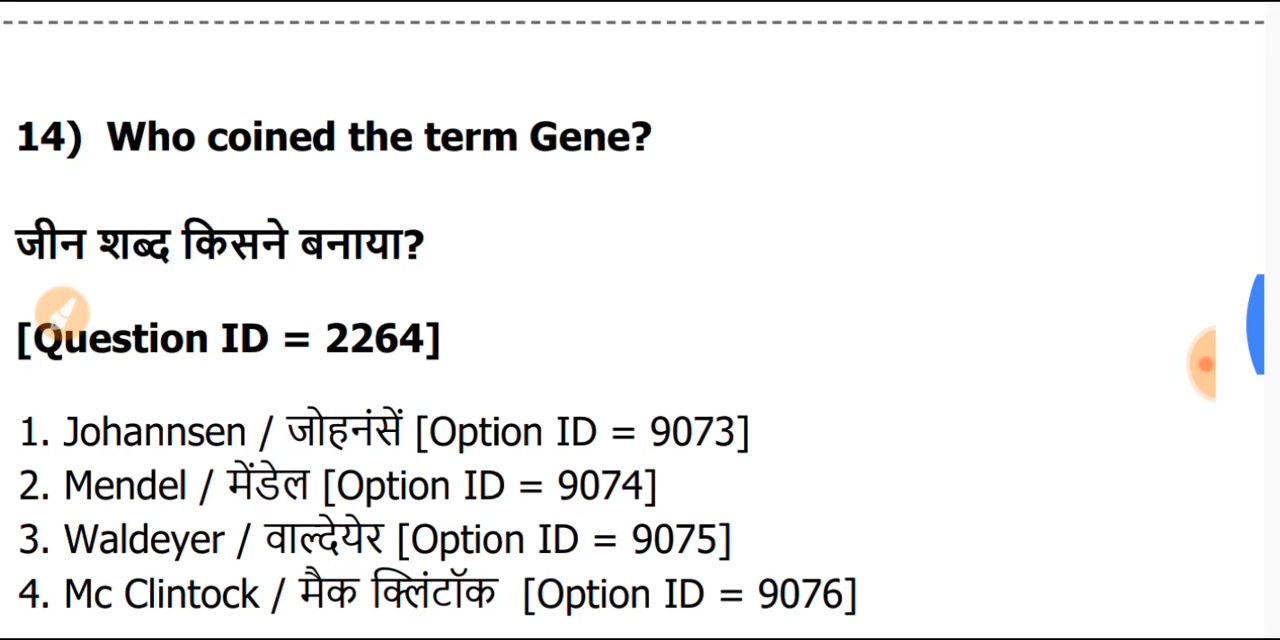 14) Who coined the term Gene?
जीन शब्द किसने बनाया?
[Question ID = 2264]
1. Johannsen / जोहनंसें [Option ID = 9073]
2. Mendel / मेंडेल [Option ID = 9074]
3. Waldeyer / वाल्देयेर [Option ID = 9075]
4. Mc Clintock / मैक क्लिंटॉक [Option ID = 9076]